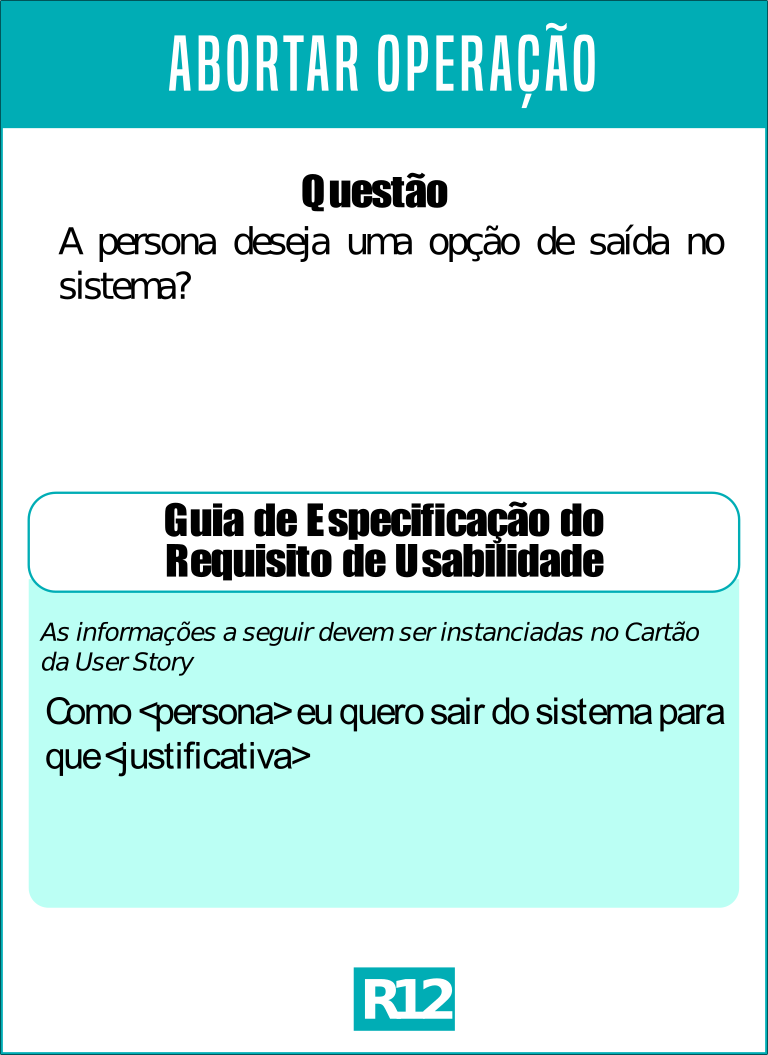 ABORTAR OPERAÇÃO
Questão
A persona deseja uma opção de saída no
sistema?
Guia de Especificação do
Requisito de Usabilidade
As informações a seguir devem ser instanciadas no Cartão
da User Story
Como <persona> eu quero sair do sistema para
que <justificativa>
R12